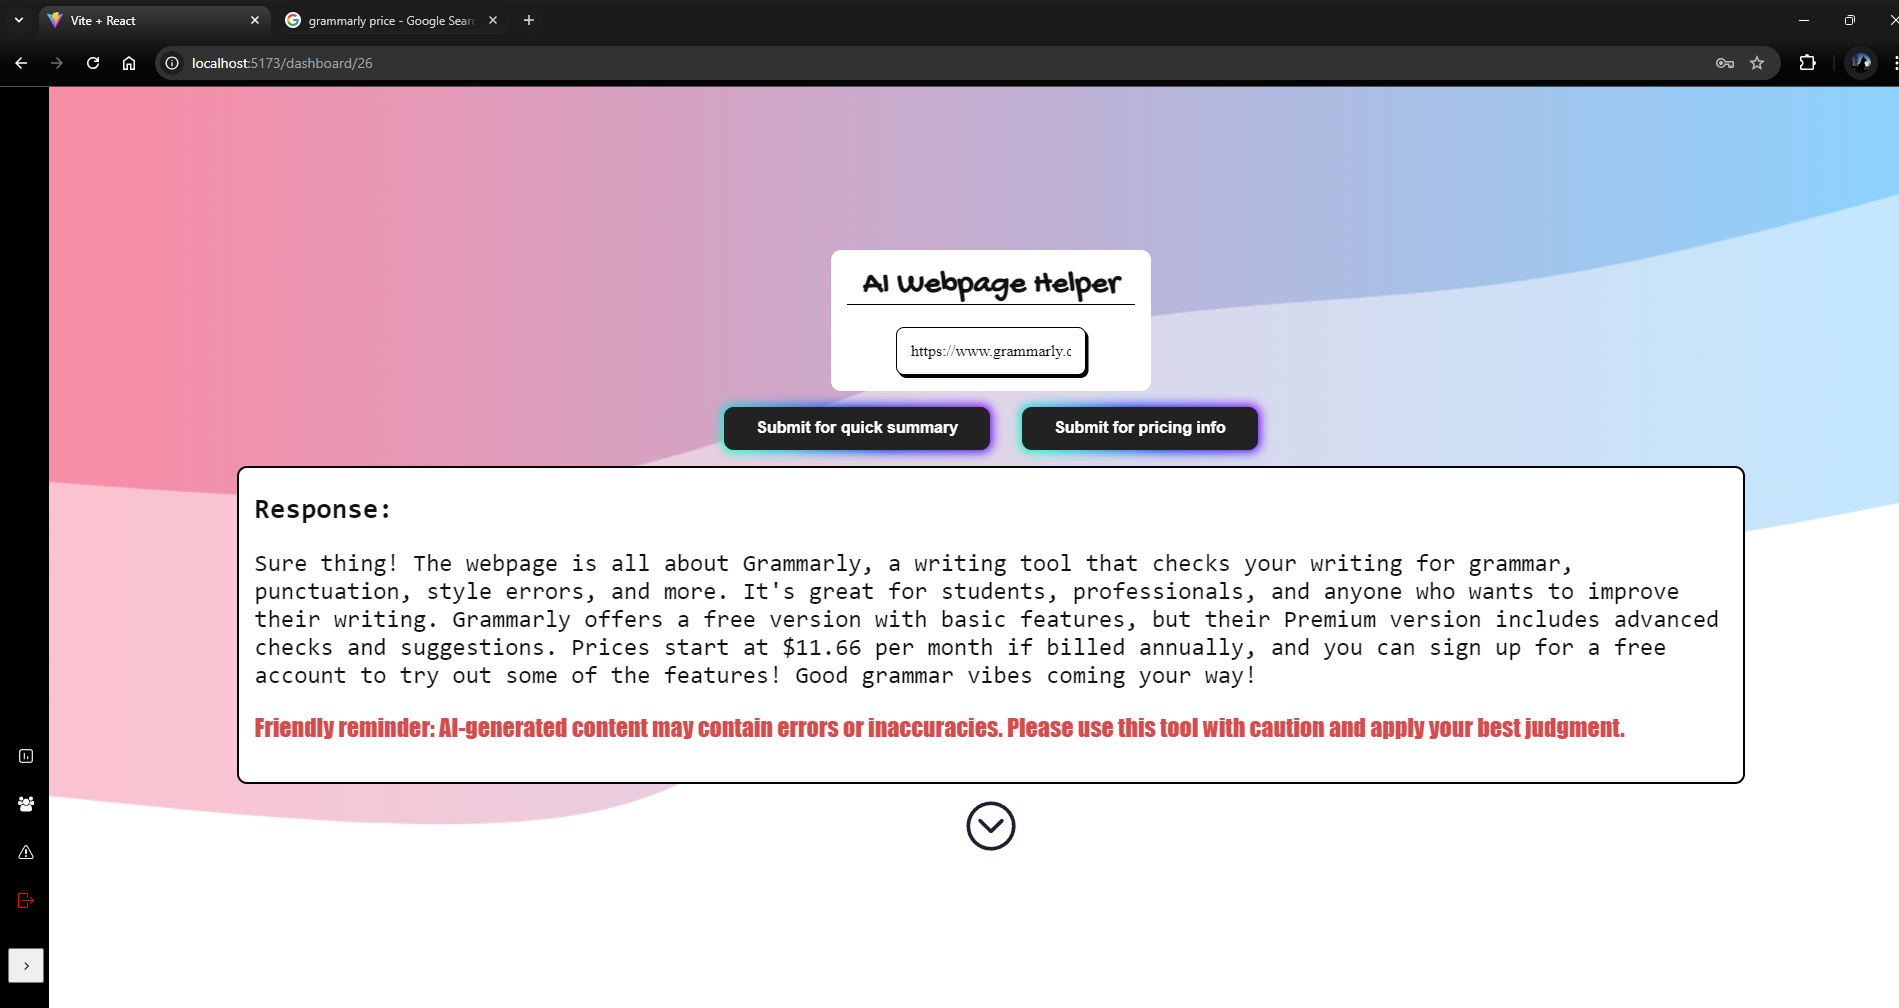 Vite + React
grammarly price - Google Sear
localhost:5173/dashboard/26
AI Webpage Helper
https://www.grammarly.c
Submit for quick summary
Submit for pricing info
Response:
Sure thing! The webpage is all about Grammarly, a writing tool that checks your writing for grammar,
punctuation, style errors, and more. It's great for students, professionals, and anyone who wants to improve
their writing. Grammarly offers a free version with basic features, but their Premium version includes advanced
checks and suggestions. Prices start at $11.66 per month if billed annually, and you can sign up for a free
account to try out some of the features! Good grammar vibes coming your way!
Friendly reminder: AI-generated content may contain errors or inaccuracies. Please use this tool with caution and apply your best judgment.